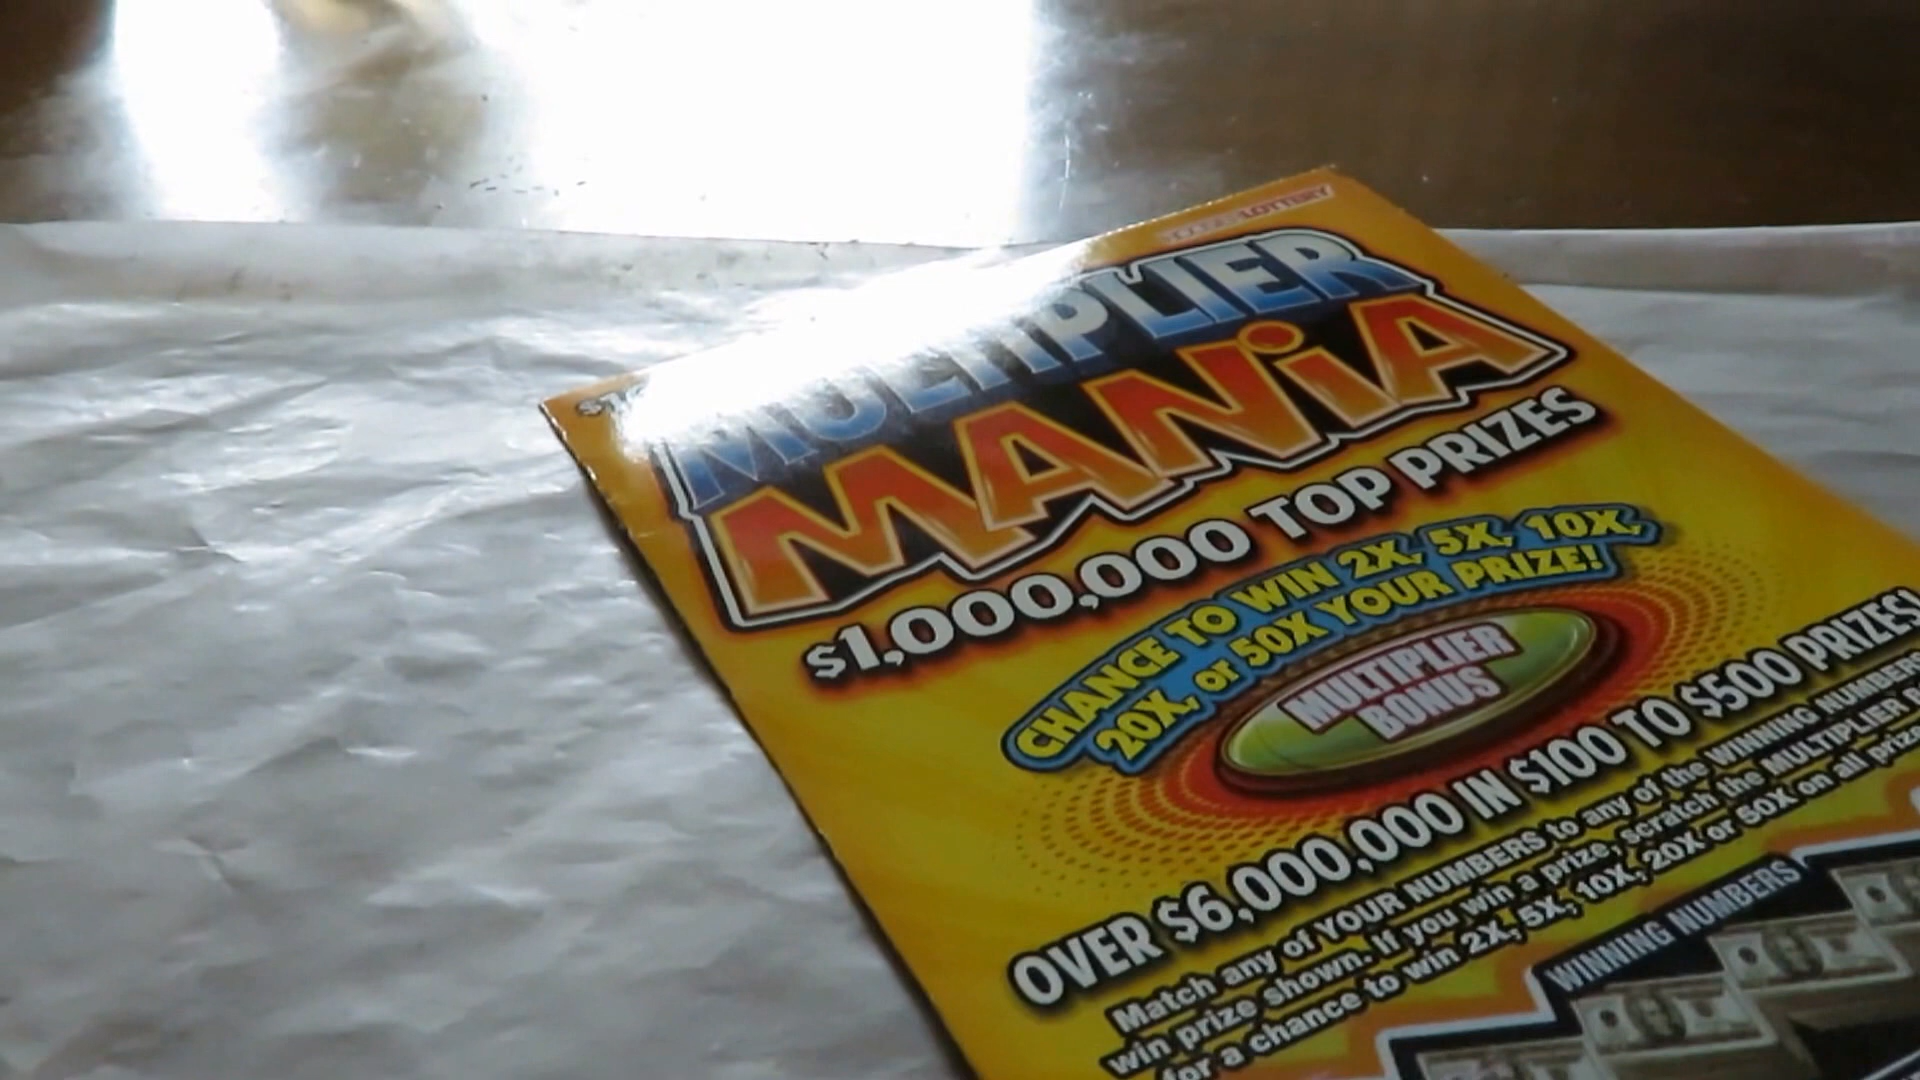 LOTTERY
MULTIPLIER
MANiA
$1,000,000 TOP PRIZES
CHANCE TO WIN 2X, 5X, 10X,
20X, or 50X YOUR PRIZE!
MULTIPLIER
BONUS
OVER $6,000,000 IN $100 TO $500 PRIZES!
Match any of YOUR NUMBERS to any of the WINNING NUMBERS
win prize shown. If you win a prize, scratch the MULTIPLIER
for a chance to win 2X, 5X, 10X, 20X or 50X on all
WINNING NUMBERS